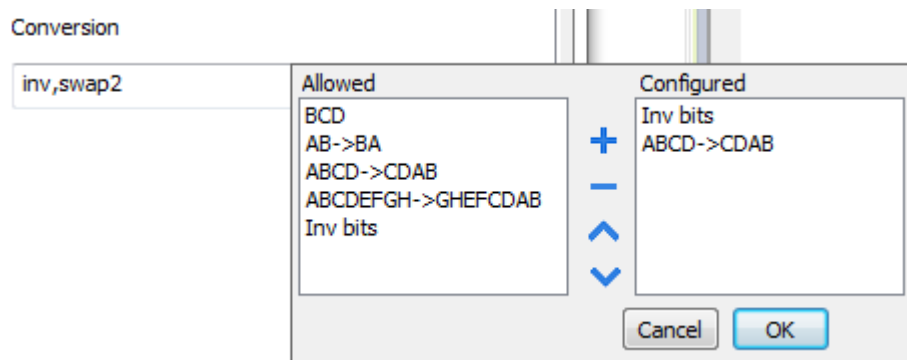 Conversion
inv,swap2
Allowed
BCD
AB->BA
ABCD->CDAB
ABCDEFGH->GHEFCDAB
Inv bits
Configured
Inv bits
ABCD->CDAB
Cancel
OK